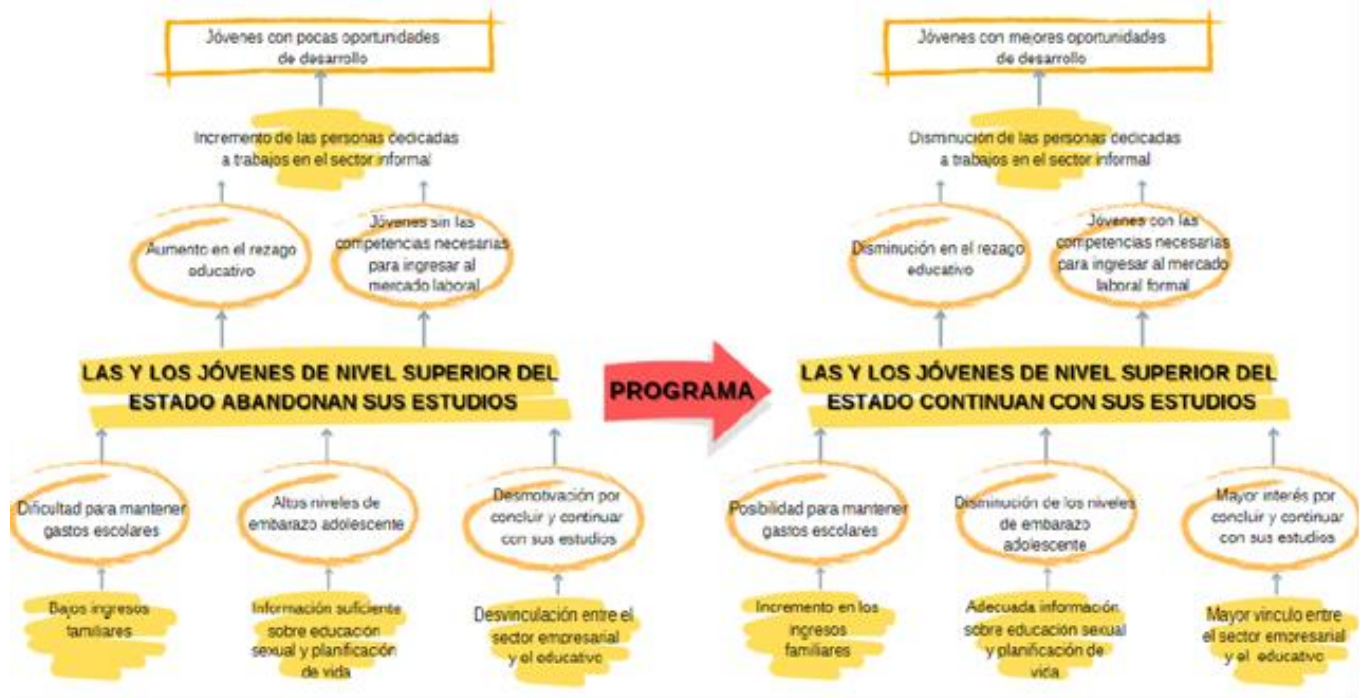 Jóvenes con pocas oportunidades
de desarrollo
Incremento de las personas dedicadas
a trabajos en el sector informal
Aumento en el rezago
educativo
Jóvenes sin las
competencias necesarias
para ingresar al
mercado laboral
LAS Y LOS JÓVENES DE NIVEL SUPERIOR DEL
ESTADO ABANDONAN SUS ESTUDIOS
Dificultad para mantener
gastos escolares
Altos niveles de
embarazo adolescente
Desmotivación por
concluir y continuar
con sus estudios
Bajos ingresos
familiares
Información suficiente
sobre educación
sexual y planificación
de vida
Desvinculación entre el
sector empresarial
y el educativo
PROGRAMA
Jóvenes con mejores oportunidades
de desarrollo
Disminución de las personas dedicadas
a trabajos en el sector informal
Disminución en el rezago
educativo
Jóvenes con las
competencias necesarias
para ingresar al mercado
laboral formal
LAS Y LOS JÓVENES DE NIVEL SUPERIOR DEL
ESTADO CONTINUAN CON SUS ESTUDIOS
Posibilidad para mantener
gastos escolares
Disminución de los niveles
de embarazo
adolescente
Mayor interés por
concluir y continuar
con sus estudios
Incremento en los
ingresos
familiares
Adecuada información
sobre educación sexual
y planificación de
vida.
Mayor vinculo entre
el sector empresarial
y el educativo